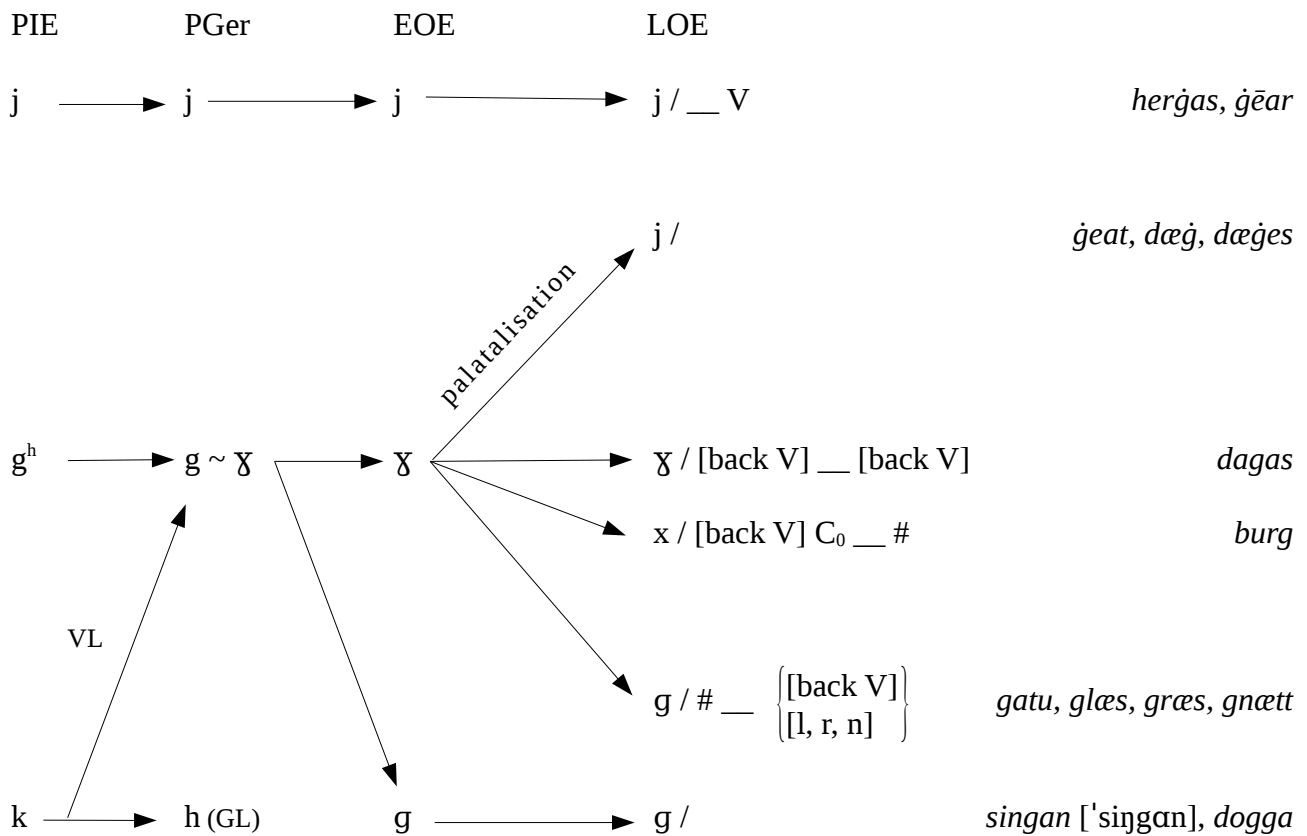 PIE PGer EOE LOE
j j j j / __ V herġas, ġēar
j / ġeat, dæġ, dæġes
palatalisation
gʰ g ~ ɣ ɣ ɣ / [back V] __ [back V] dagas
x / [back V] C₀ __ # burg
VL
[back V]
ɡ / # __ gatu, glæs, græs, gnætt
[l, r, n]
k h (GL) ɡ ɡ / singan [ˈsiŋgɑn], dogga